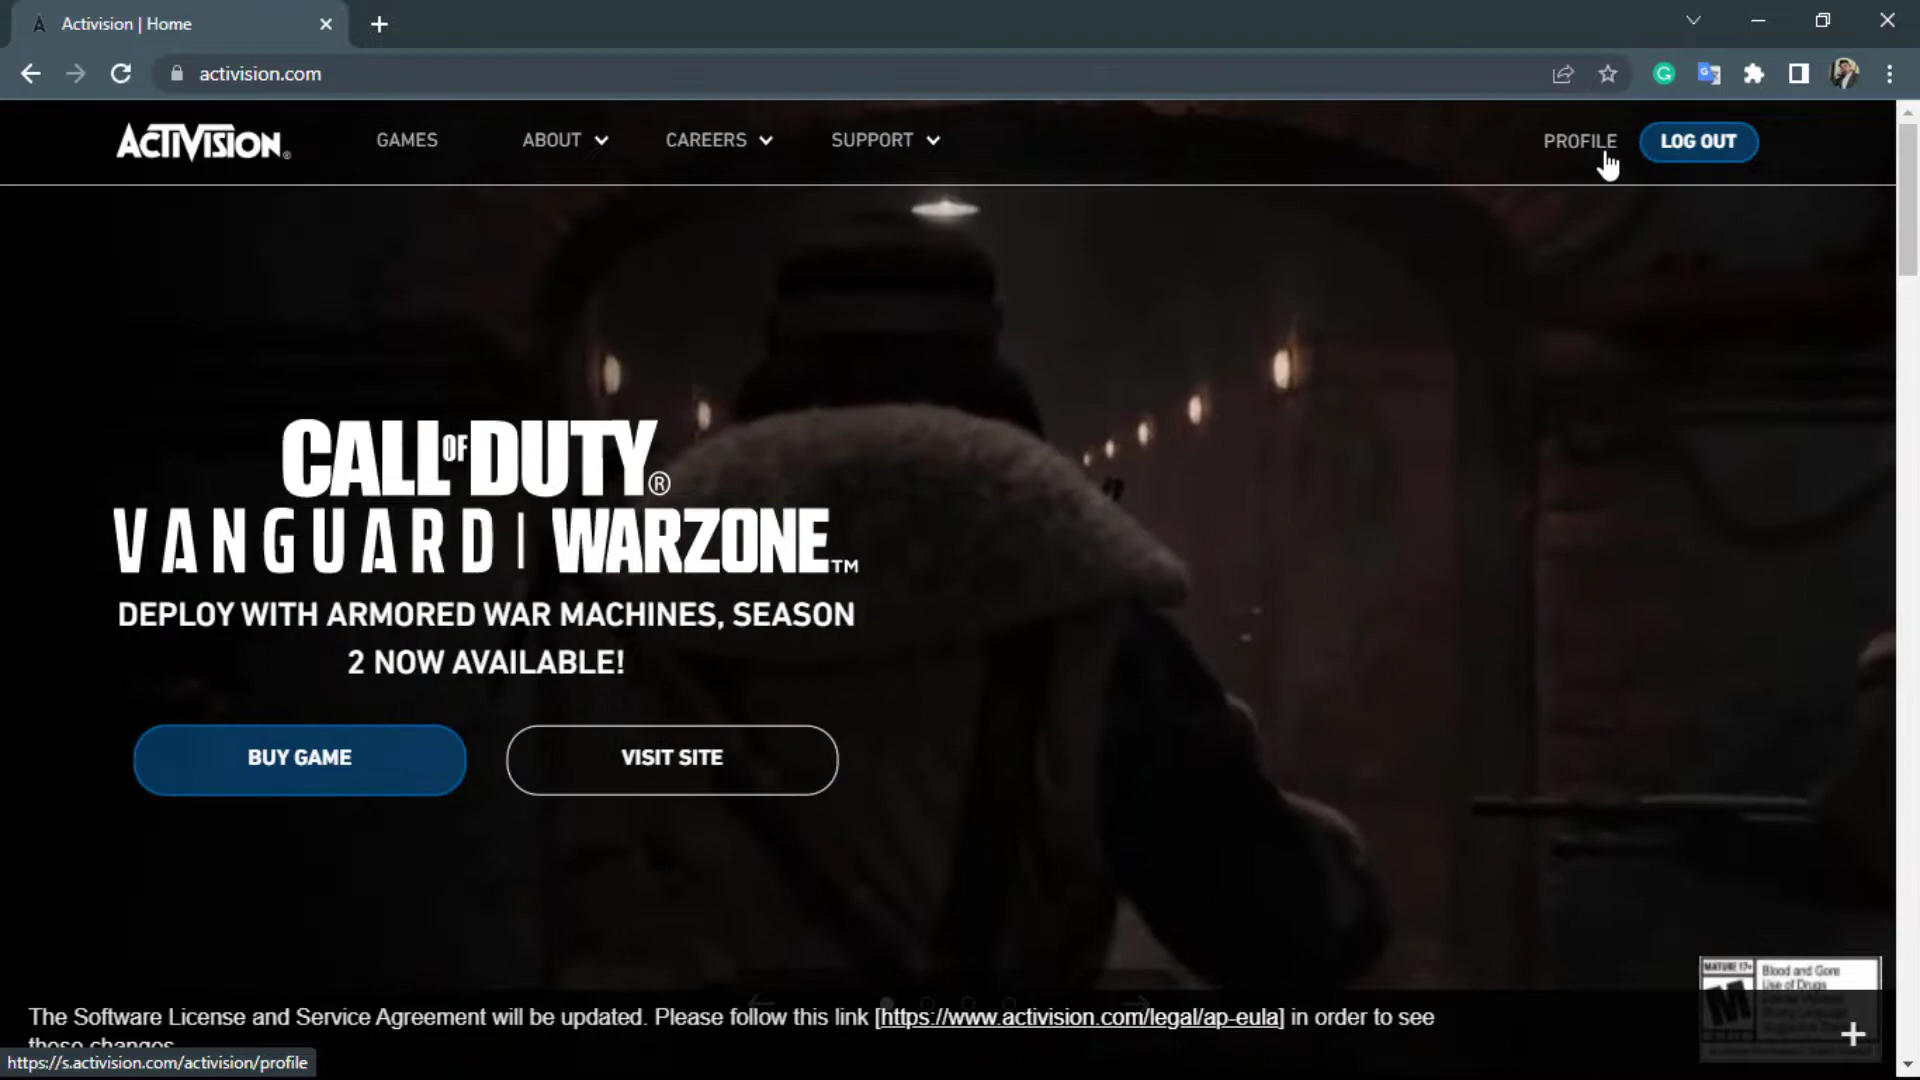 Activision | Home
activision.com
ACTIVISION®
GAMES
ABOUT
CAREERS
SUPPORT
PROFILE
LOG OUT
CALL OF DUTY®
VANGUARD | WARZONE™
DEPLOY WITH ARMORED WAR MACHINES, SEASON
2 NOW AVAILABLE!
BUY GAME
VISIT SITE
MATURE 17+
M
Blood and Gore
Use of Drugs
The Software License and Service Agreement will be updated. Please follow this link [https://www.activision.com/legal/ap-eula] in order to see
these changes.
https://s.activision.com/activision/profile